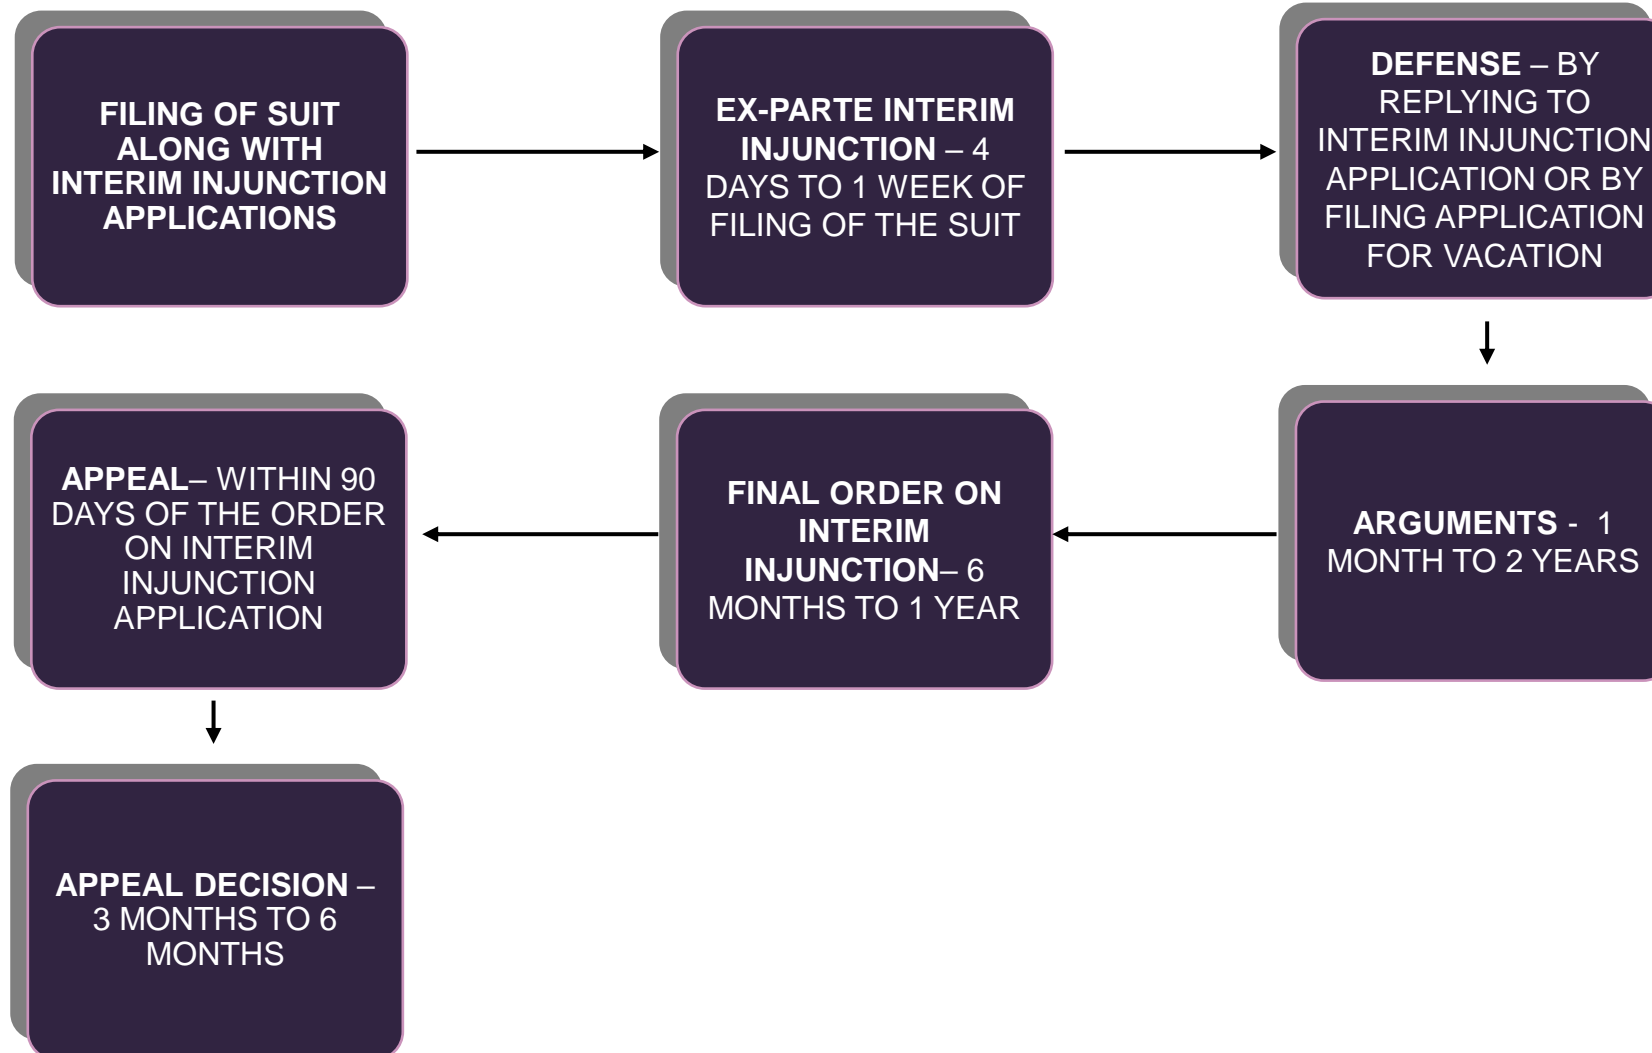 FILING OF SUIT
ALONG WITH
INTERIM INJUNCTION
APPLICATIONS
EX-PARTE INTERIM
INJUNCTION – 4
DAYS TO 1 WEEK OF
FILING OF THE SUIT
DEFENSE – BY
REPLYING TO
INTERIM INJUNCTION
APPLICATION OR BY
FILING APPLICATION
FOR VACATION
ARGUMENTS - 1
MONTH TO 2 YEARS
FINAL ORDER ON
INTERIM
INJUNCTION– 6
MONTHS TO 1 YEAR
APPEAL– WITHIN 90
DAYS OF THE ORDER
ON INTERIM
INJUNCTION
APPLICATION
APPEAL DECISION –
3 MONTHS TO 6
MONTHS